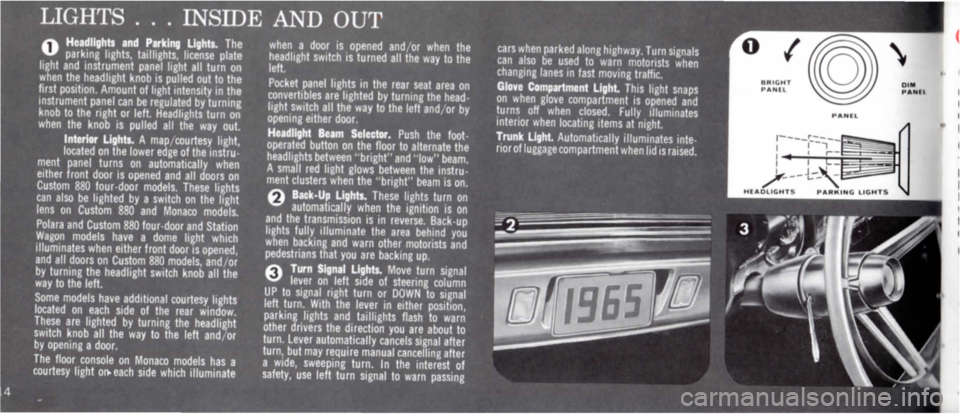 LIGHTS . . . INSIDE AND OUT
1 Headlights and Parking Lights. The
parking lights, taillights, license plate
light and instrument panel light all turn on
when the headlight knob is pulled out to the
first position. Amount of light intensity in the
instrument panel can be regulated by turning
knob to the right or left. Headlights turn on
when the knob is pulled all the way out.
Interior Lights. A map/courtesy light,
located on the lower edge of the instru-
ment panel turns on automatically when
either front door is opened and all doors on
Custom 880 four-door models. These lights
can also be lighted by a switch on the light
lens on Custom 880 and Monaco models.
Polara and Custom 880 four-door and Station
Wagon models have a dome light which
illuminates when either front door is opened,
and all doors on Custom 880 models, and/or
by turning the headlight switch knob all the
way to the left.
Some models have additional courtesy lights
located on each side of the rear window.
These are lighted by turning the headlight
switch knob all the way to the left and/or
by opening a door.
The floor console on Monaco models has a
courtesy light on each side which illuminate
14
when a door is opened and/or when the
headlight switch is turned all the way to the
left.
Pocket panel lights in the rear seat area on
convertibles are lighted by turning the head-
light switch all the way to the left and/or by
opening either door.
Headlight Beam Selector. Push the foot-
operated button on the floor to alternate the
headlights between "bright" and "low" beam.
A small red light glows between the instru-
ment clusters when the "bright" beam is on.
2 Back-Up Lights. These lights turn on
automatically when the ignition is on
and the transmission is in reverse. Back-up
lights fully illuminate the area behind you
when backing and warn other motorists and
pedestrians that you are backing up.
3 Turn Signal Lights. Move turn signal
lever on left side of steering column
UP to signal right turn or DOWN to signal
left turn. With the lever in either position,
parking lights and taillights flash to warn
other drivers the direction you are about to
turn. Lever automatically cancels signal after
turn, but may require manual cancelling after
a wide, sweeping turn. In the interest of
safety, use left turn signal to warn passing
cars when parked along highway. Turn signals
can also be used to warn motorists when
changing lanes in fast moving traffic.
Glove Compartment Light. This light snaps
on when glove compartment is opened and
turns off when closed. Fully illuminates
interior when locating items at night.
Trunk Light. Automatically illuminates inte-
rior of luggage compartment when lid is raised.
1
BRIGHT
PANEL
DIM
PANEL
PANEL
HEADLIGHTS PARKING LIGHTS
2
1965
3
carmanualsonline.info